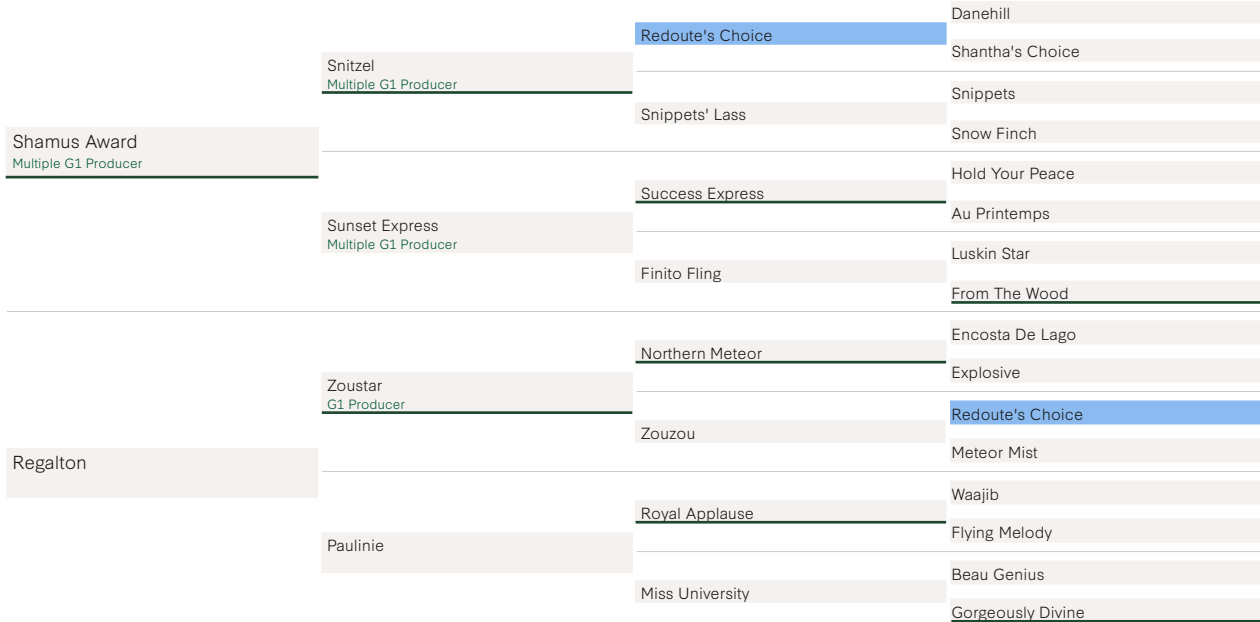 Danehill
Redoute's Choice
Shantha's Choice
Snitzel
Multiple G1 Producer
Snippets
Snippets' Lass
Snow Finch
Shamus Award
Multiple G1 Producer
Hold Your Peace
Success Express
Au Printemps
Sunset Express
Multiple G1 Producer
Luskin Star
Finito Fling
From The Wood
Encosta De Lago
Northern Meteor
Explosive
Zoustar
G1 Producer
Redoute's Choice
Zouzou
Meteor Mist
Regalton
Waajib
Royal Applause
Flying Melody
Paulinie
Beau Genius
Miss University
Gorgeously Divine